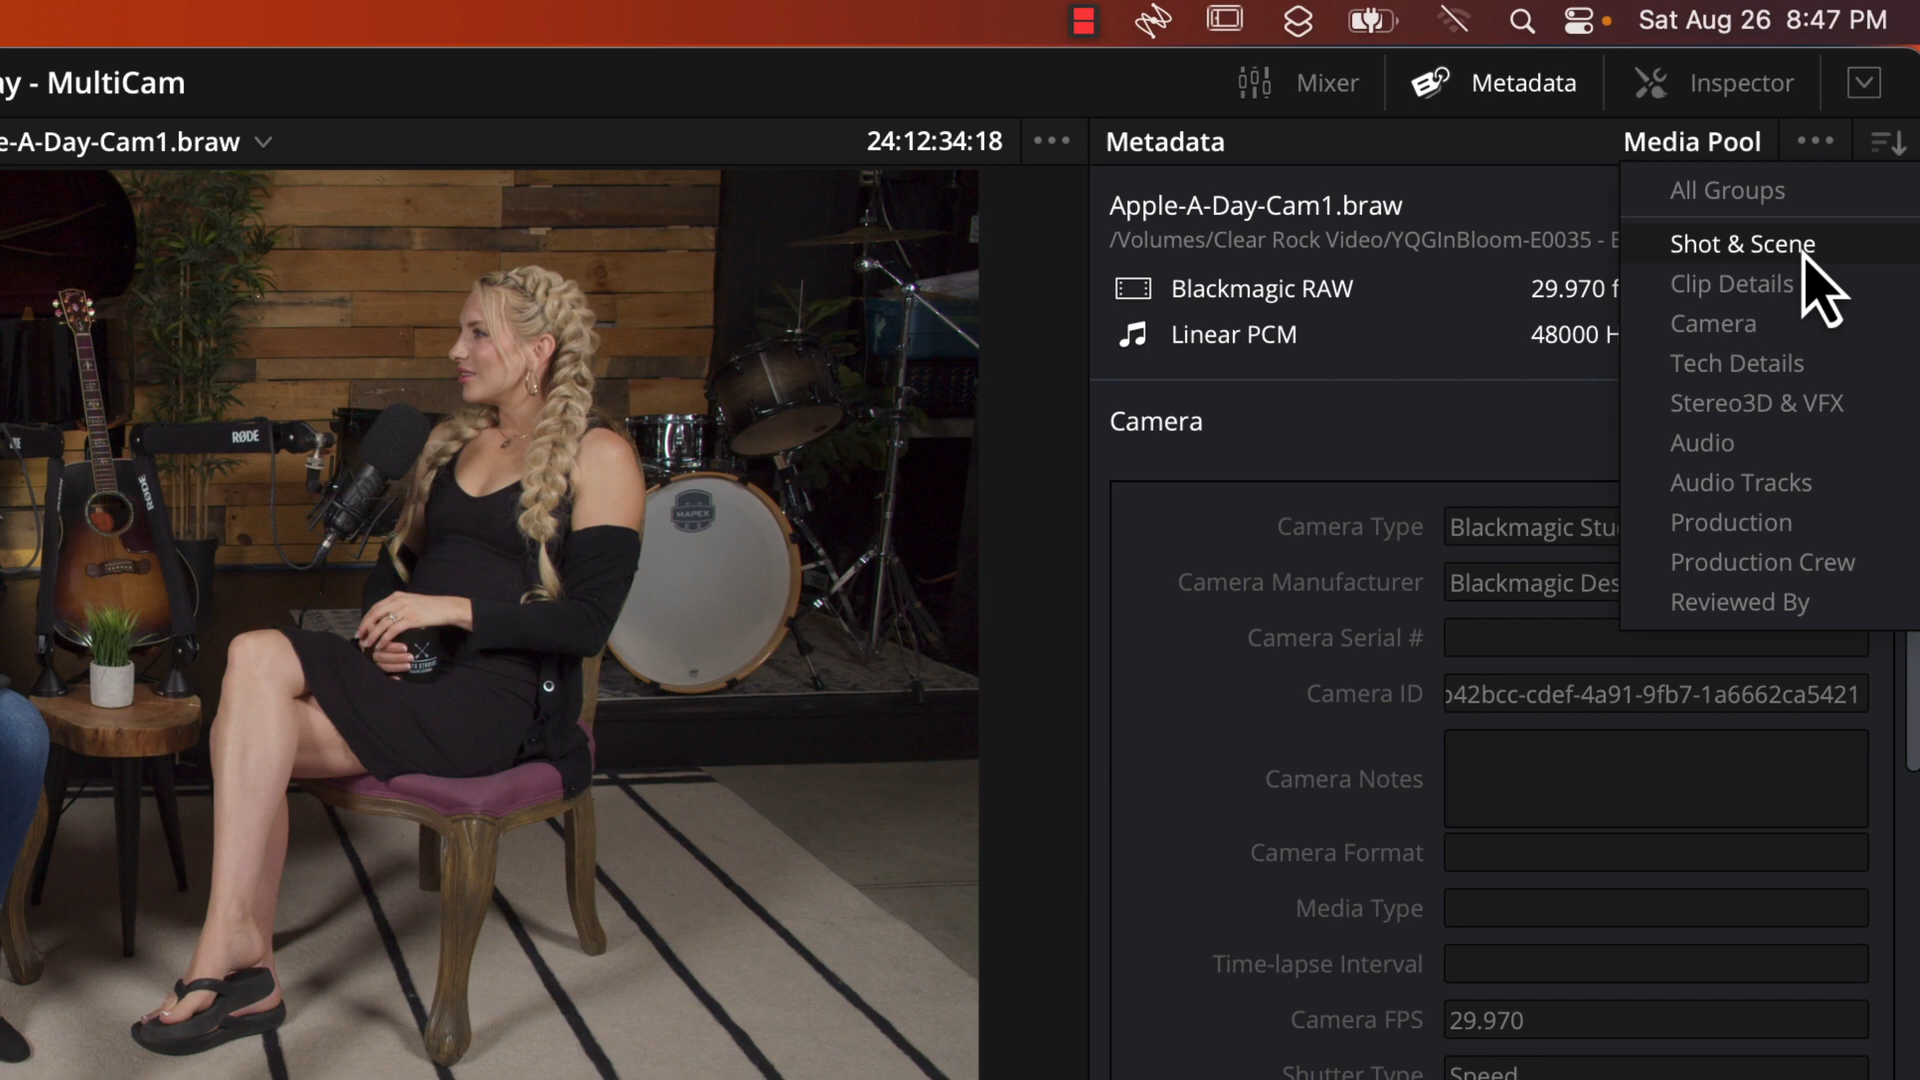 Sat Aug 26 8:47 PM
ay - MultiCam
Mixer
Metadata
Inspector
e-A-Day-Cam1.braw
24:12:34:18
Metadata
Media Pool
All Groups
Shot & Scene
Clip Details
Camera
Tech Details
Stereo3D & VFX
Audio
Audio Tracks
Production
Production Crew
Reviewed By
Apple-A-Day-Cam1.braw
/Volumes/Clear Rock Video/YQGInBloom-E0035 -
Blackmagic RAW
29.970 f
Linear PCM
48000 H
Camera
Camera Type
Blackmagic Stu
Camera Manufacturer
Blackmagic Des
Camera Serial #
Camera ID
b42bcc-cdef-4a91-9fb7-1a6662ca5421
Camera Notes
Camera Format
Media Type
Time-lapse Interval
Camera FPS
29.970
Shutter Type
Speed
RØDE
RØDE
MAPEX